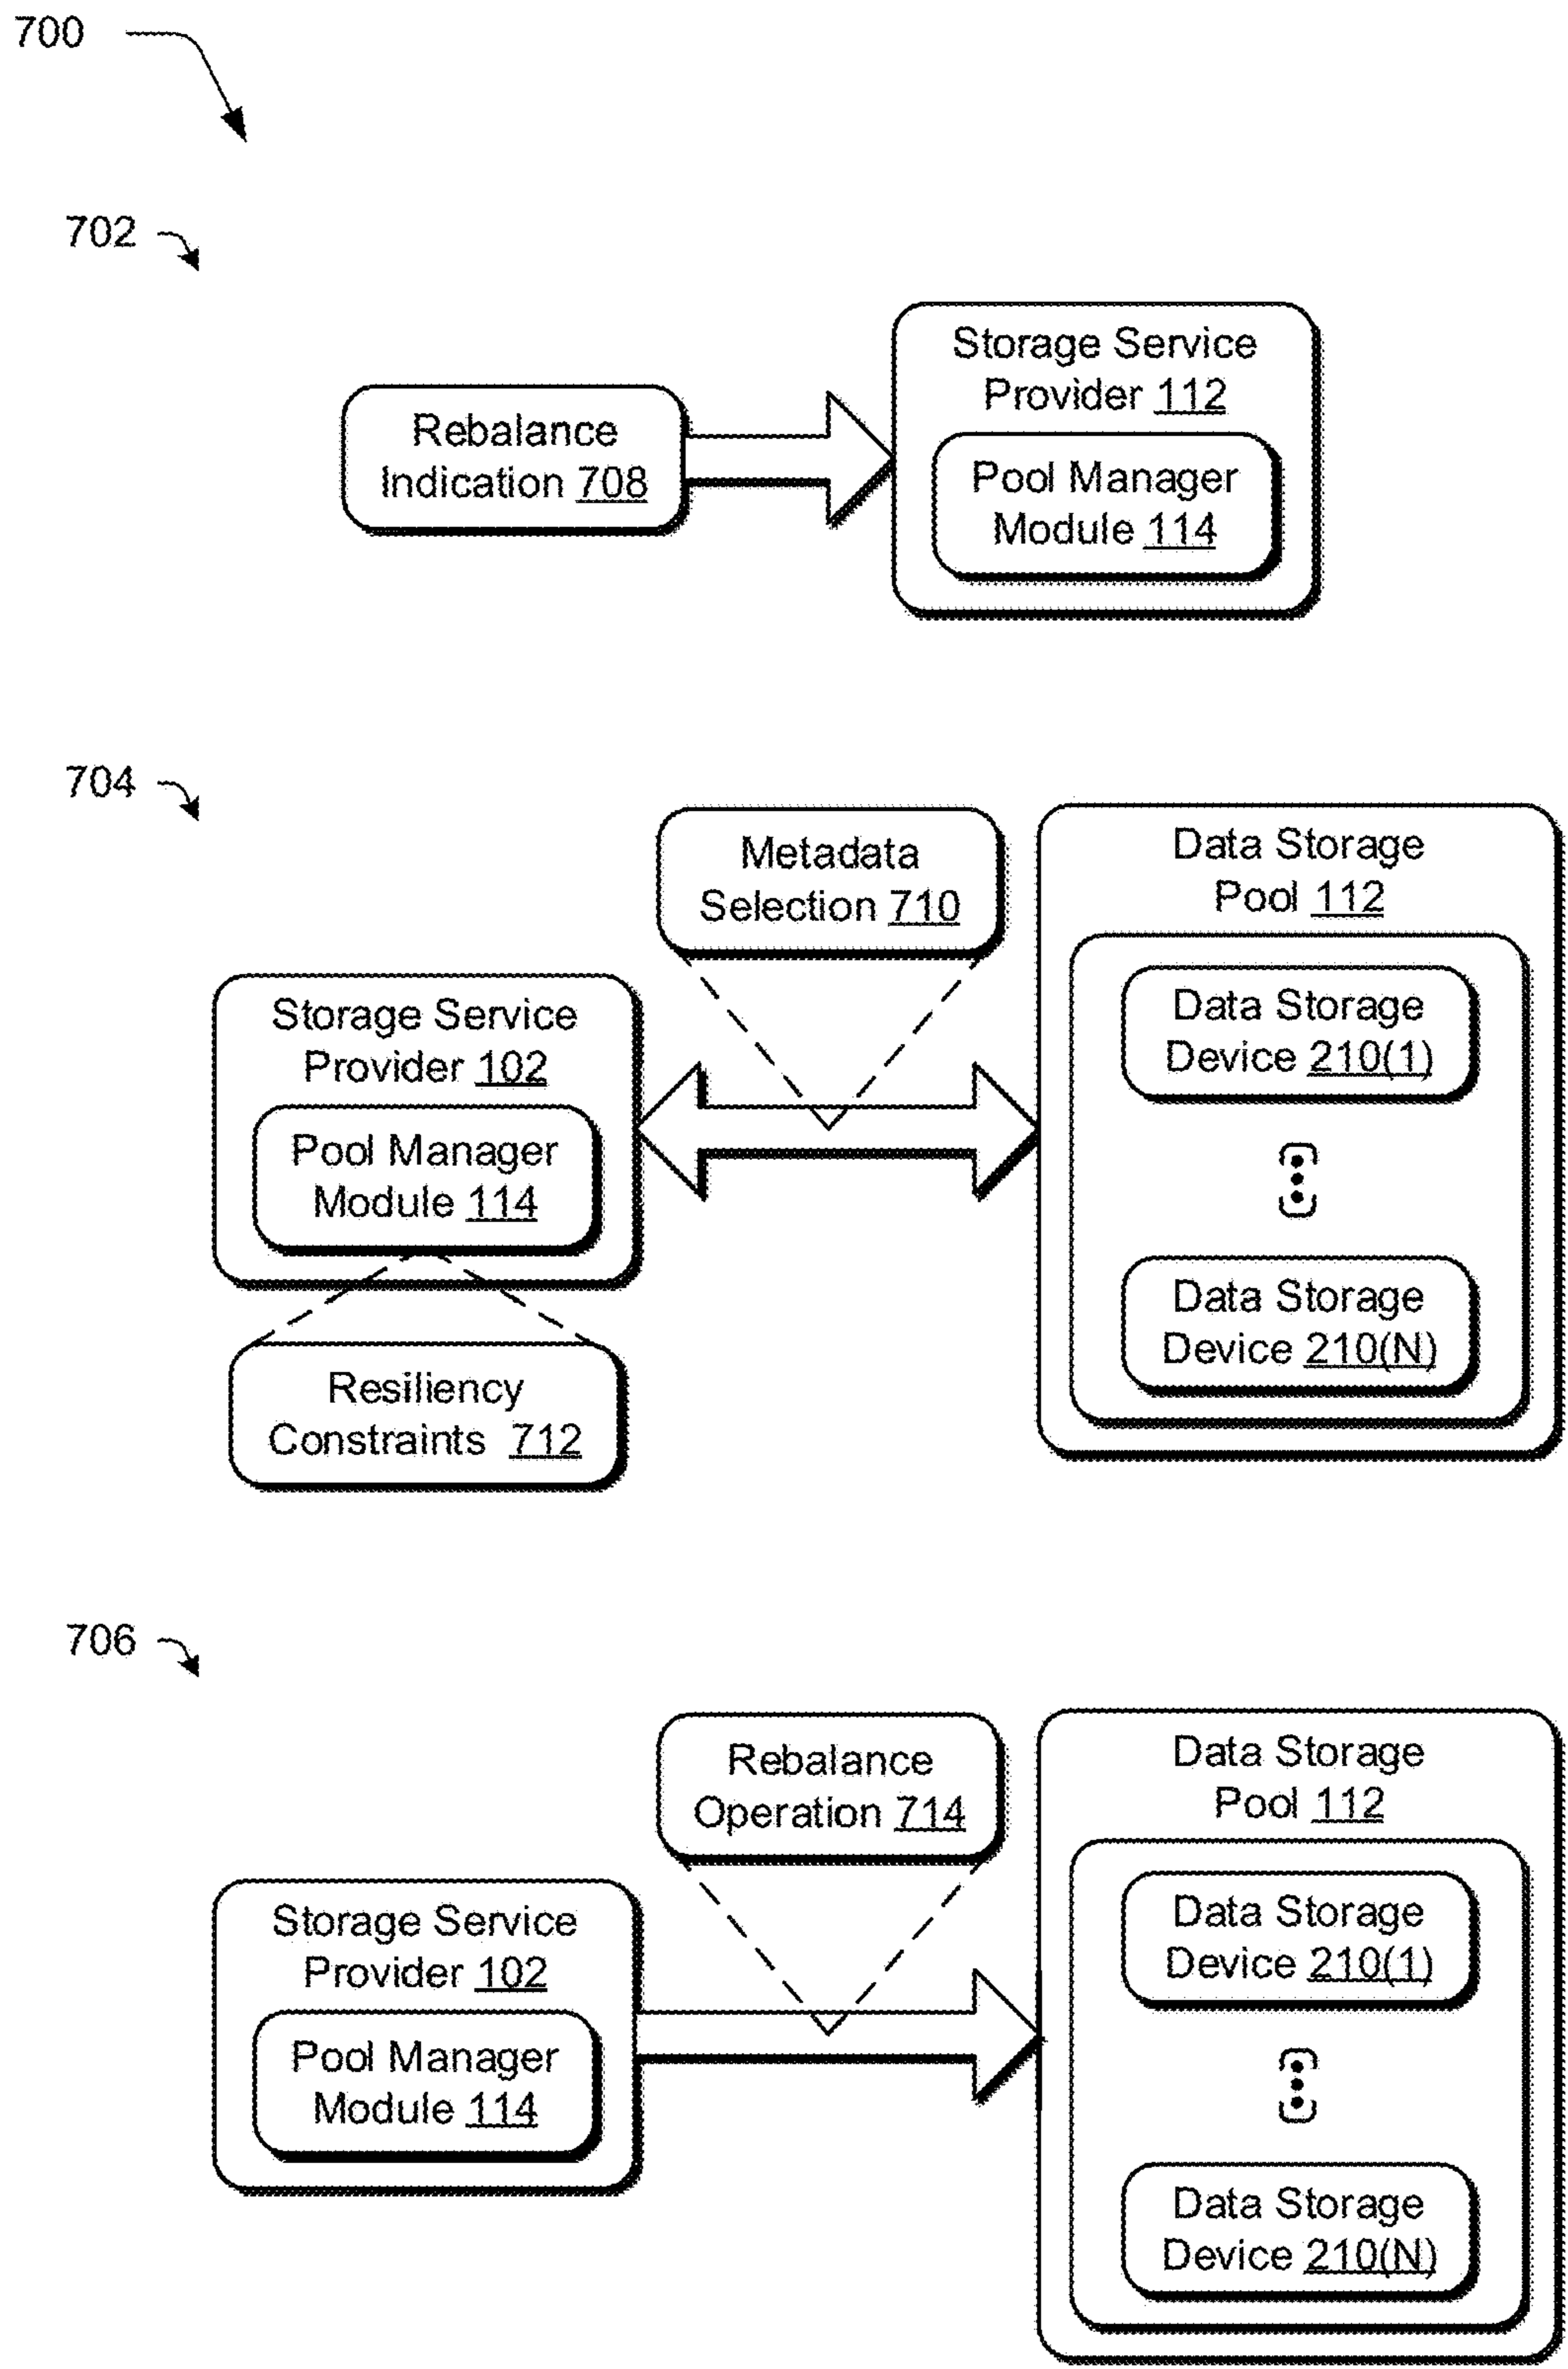 700
702
Storage Service
Provider 112
Rebalance
Indication 708
Pool Manager
Module 114
704
Metadata
Selection 710
Data Storage
Pool 112
Storage Service
Provider 102
Data Storage
Device 210(1)
Pool Manager
Module 114
Data Storage
Device 210(N)
Resiliency
Constraints 712
706
Rebalance
Operation 714
Data Storage
Pool 112
Storage Service
Provider 102
Data Storage
Device 210(1)
Pool Manager
Module 114
Data Storage
Device 210(N)